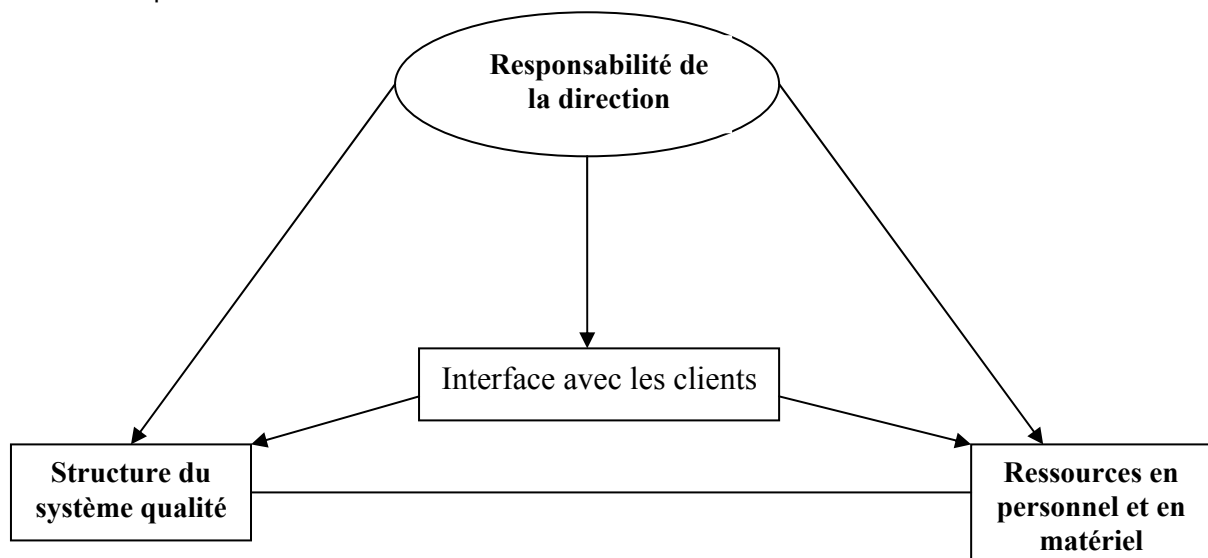 Responsabilité de
la direction
Interface avec les clients
Structure du
système qualité
Ressources en
personnel et en
matériel